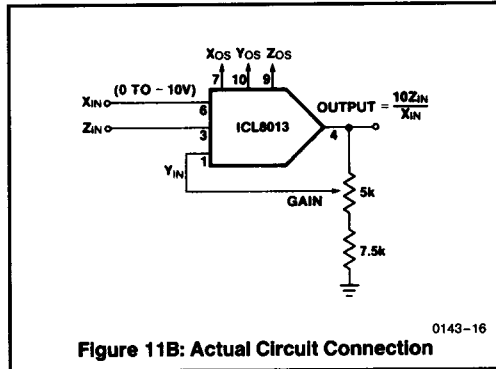 XOS YOS ZOS
7 10 9
(0 TO ~ 10V)
XIN
6
OUTPUT = 10ZIN / XIN
ZIN
3
ICL8013
4
1
YIN
GAIN
5k
7.5k
0143-16
Figure 11B: Actual Circuit Connection